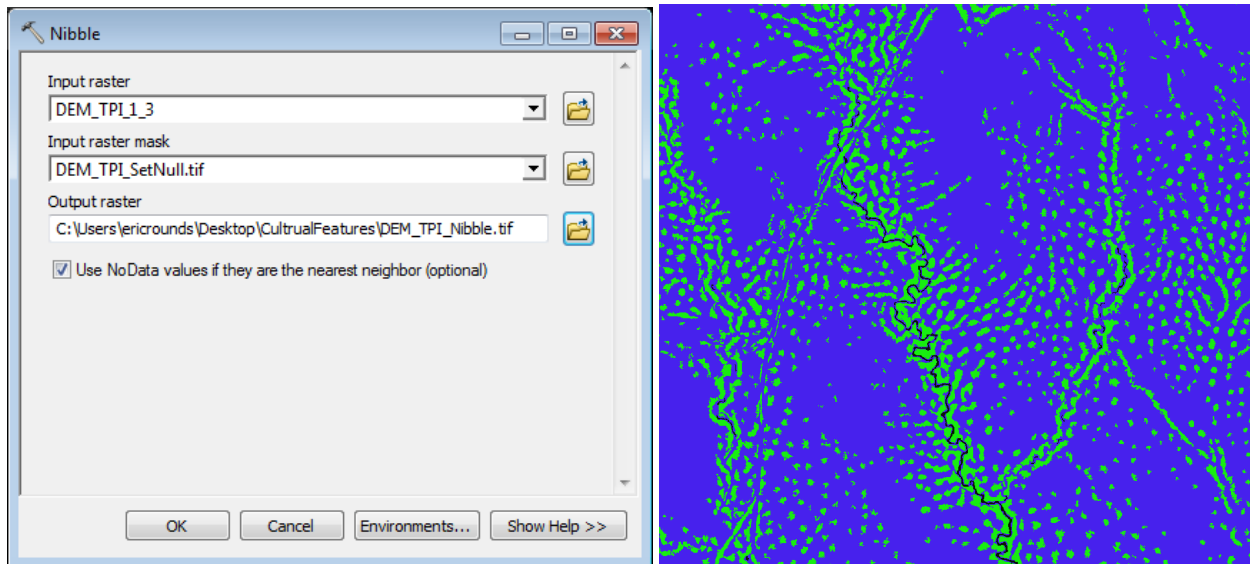 Nibble
Input raster
DEM_TPI_1_3
Input raster mask
DEM_TPI_SetNull.tif
Output raster
C:\Users\ericrounds\Desktop\CultrualFeatures\DEM_TPI_Nibble.tif
Use NoData values if they are the nearest neighbor (optional)
OK Cancel Environments... Show Help >>